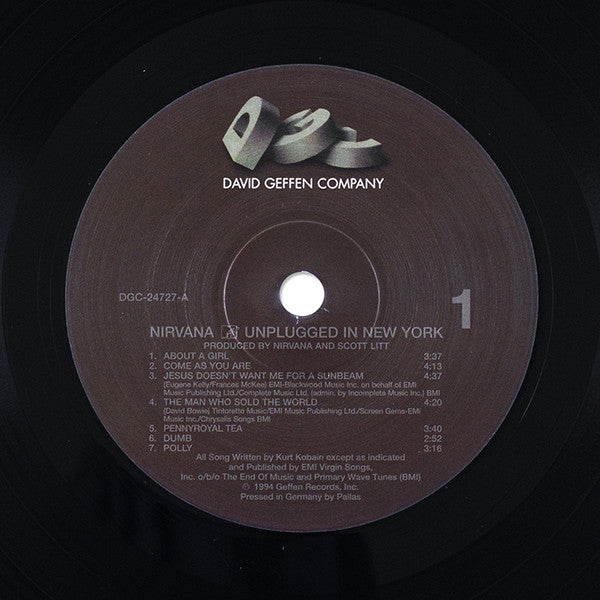 DGC
DAVID GEFFEN COMPANY
DGC-24727-A
1
NIRVANA UNPLUGGED IN NEW YORK
PRODUCED BY NIRVANA AND SCOTT LITT
1. ABOUT A GIRL 3:37
2. COME AS YOU ARE 4:13
3. JESUS DOESN'T WANT ME FOR A SUNBEAM 4:37
(Eugene Kelly/Frances McKee) EMI-Blackwood Music Inc. on behalf of EMI
Music Publishing Ltd./Complete Music Ltd. (admin. by Incomplete Music Inc.) BMI
4. THE MAN WHO SOLD THE WORLD 4:20
(David Bowie) Tintoretto Music/EMI Music Publishing Ltd./Screen Gems-EMI
Music Inc./Chrysalis Songs BMI
5. PENNYROYAL TEA 3:40
6. DUMB 2:52
7. POLLY 3:16
All Song Written by Kurt Kobain except as indicated
and Published by EMI Virgin Songs,
Inc. o/b/o The End Of Music and Primary Wave Tunes (BMI)
℗ 1994 Geffen Records, Inc.
Pressed in Germany by Pallas